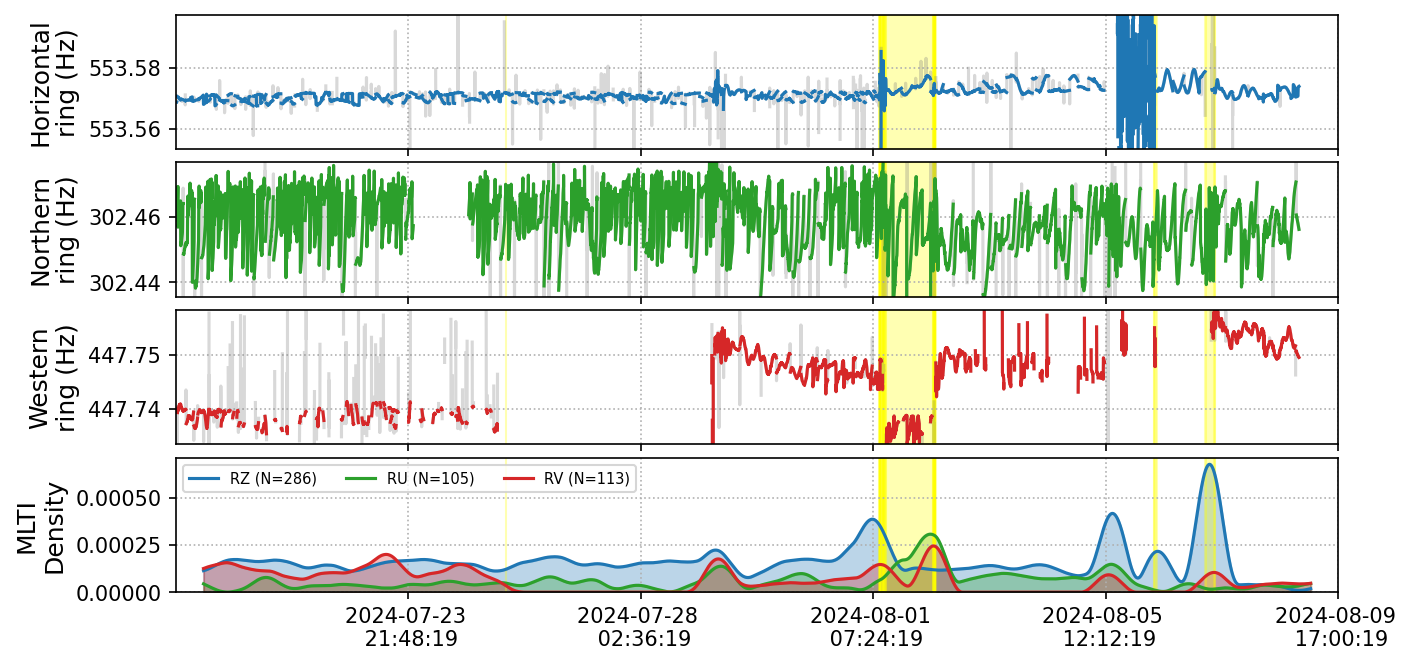 Horizontal
ring (Hz)
553.58
553.56
Northern
ring (Hz)
302.46
302.44
Western
ring (Hz)
447.75
447.74
MLTI
Density
0.00050
0.00025
0.00000
RZ (N=286) RU (N=105) RV (N=113)
2024-07-23 2024-07-28 2024-08-01 2024-08-05 2024-08-09
21:48:19 02:36:19 07:24:19 12:12:19 17:00:19